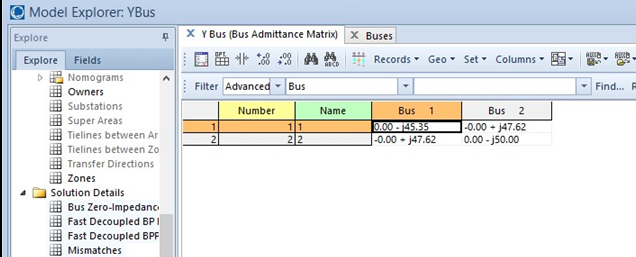 Model Explorer: YBus
Explore
Explore Fields
Nomograms
Owners
Substations
Super Areas
Tielines between Ar
Tielines between Zo
Transfer Directions
Zones
Solution Details
Bus Zero-Impedanc
Fast Decoupled BP
Fast Decoupled BPP
Mismatches
X Y Bus (Bus Admittance Matrix) X Buses
.00 +.0 ABCD Records Geo Set Columns
Filter Advanced Bus Find...
Number Name Bus 1 Bus 2
1 1 1 0.00 - j45.35 -0.00 + j47.62
2 2 2 -0.00 + j47.62 0.00 - j50.00